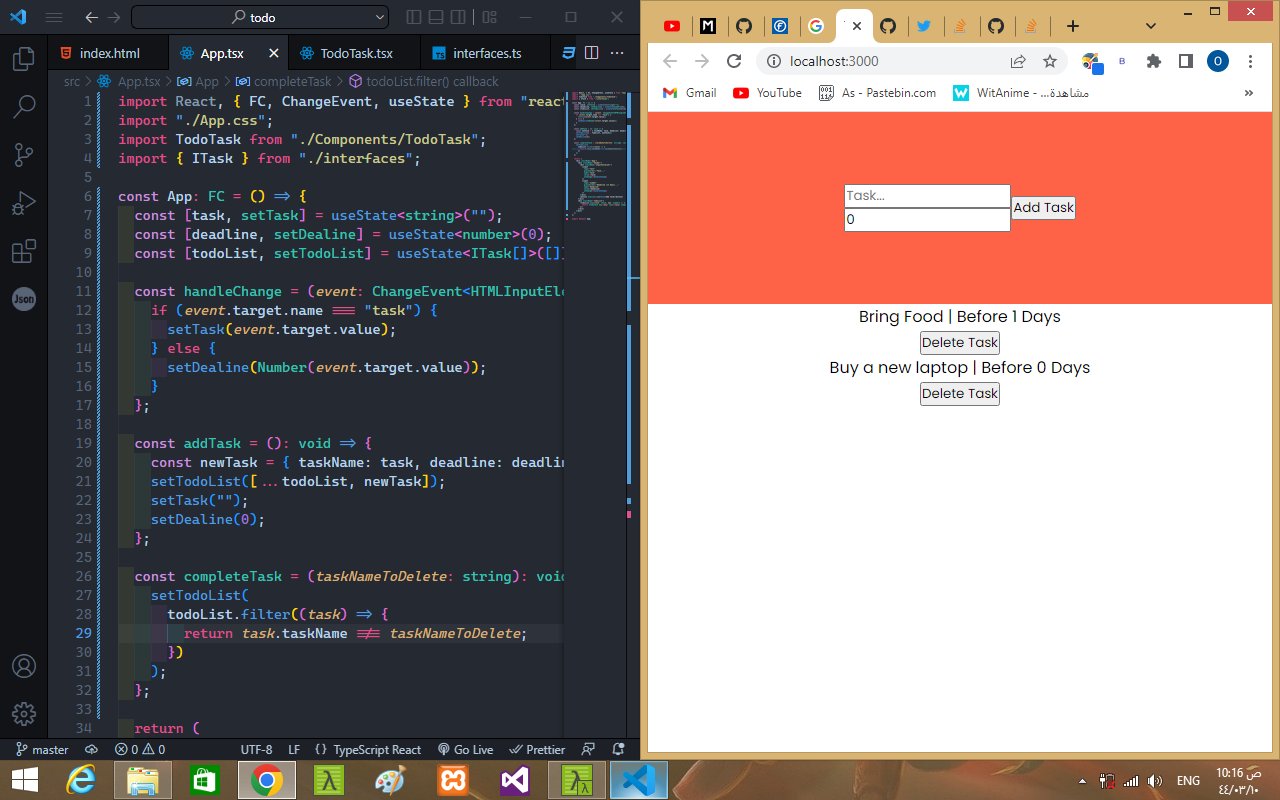 todo
index.html
App.tsx
TodoTask.tsx
interfaces.ts
src > App.tsx > App > completeTask > todoList.filter() callback
1 import React, { FC, ChangeEvent, useState } from "react
2 import "./App.css";
3 import TodoTask from "./Components/TodoTask";
4 import { ITask } from "./interfaces";
5
6 const App: FC = () => {
7 const [task, setTask] = useState<string>("");
8 const [deadline, setDealine] = useState<number>(0);
9 const [todoList, setTodoList] = useState<ITask[]>([]
10
11 const handleChange = (event: ChangeEvent<HTMLInputEle
12 if (event.target.name === "task") {
13 setTask(event.target.value);
14 } else {
15 setDealine(Number(event.target.value));
16 }
17 };
18
19 const addTask = (): void => {
20 const newTask = { taskName: task, deadline: deadlin
21 setTodoList([...todoList, newTask]);
22 setTask("");
23 setDealine(0);
24 };
25
26 const completeTask = (taskNameToDelete: string): void
27 setTodoList(
28 todoList.filter((task) => {
29 return task.taskName !== taskNameToDelete;
30 })
31 );
32 };
33
34 return (
master
0 0
UTF-8
LF
{ } TypeScript React
Go Live
Prettier
localhost:3000
O
Gmail
YouTube
As - Pastebin.com
WitAnime - ...مشاهدة
»
Task...
0
Add Task
Bring Food | Before 1 Days
Delete Task
Buy a new laptop | Before 0 Days
Delete Task
Json
ENG
10:16 ص
٤٤/٠٣/١٠